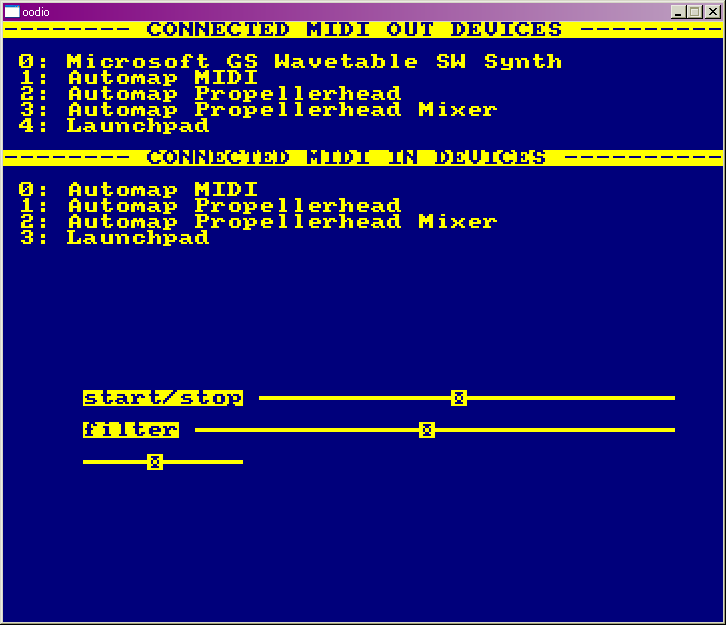 oodio
-------- CONNECTED MIDI OUT DEVICES ---------
0: Microsoft GS Wavetable SW Synth
1: Automap MIDI
2: Automap Propellerhead
3: Automap Propellerhead Mixer
4: Launchpad
-------- CONNECTED MIDI IN DEVICES ----------
0: Automap MIDI
1: Automap Propellerhead
2: Automap Propellerhead Mixer
3: Launchpad
start/stop
filter